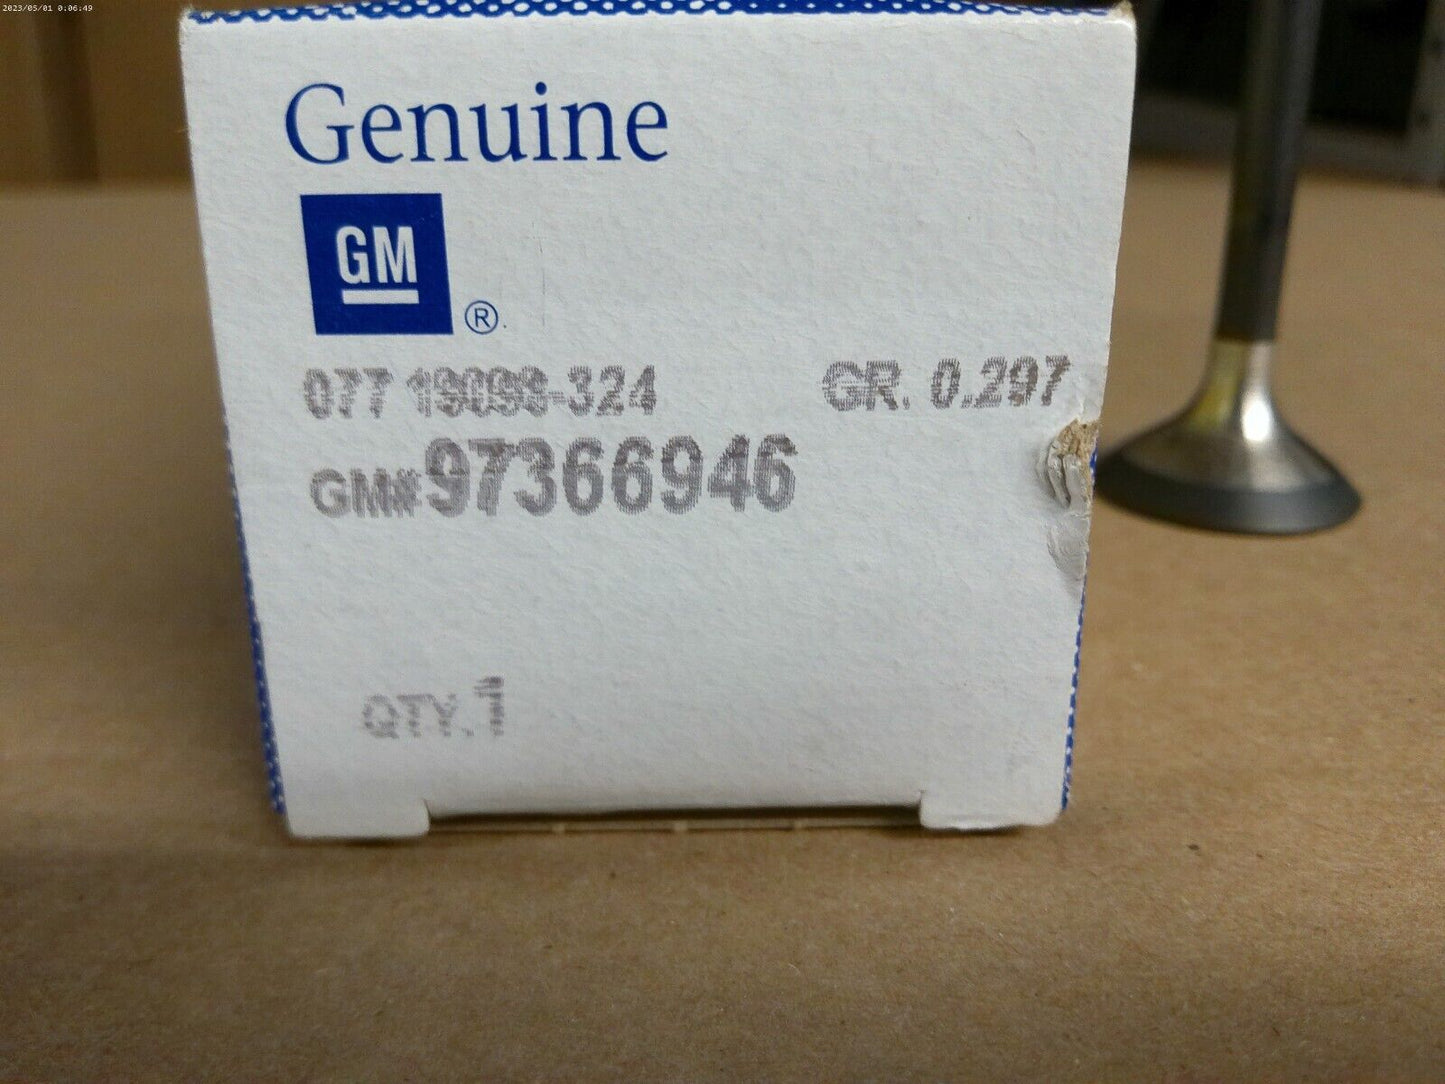 2023/05/01 0:06:49
Genuine
GM
®.
077 19098-324 GR. 0.297
GM#97366946
QTY. 1